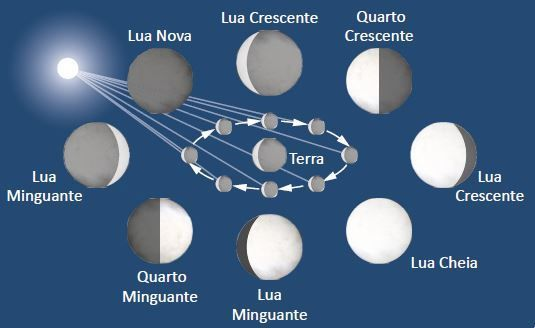 Lua Nova
Lua Crescente
Quarto
Crescente
Lua
Minguante
Terra
Lua
Crescente
Quarto
Minguante
Lua
Minguante
Lua Cheia